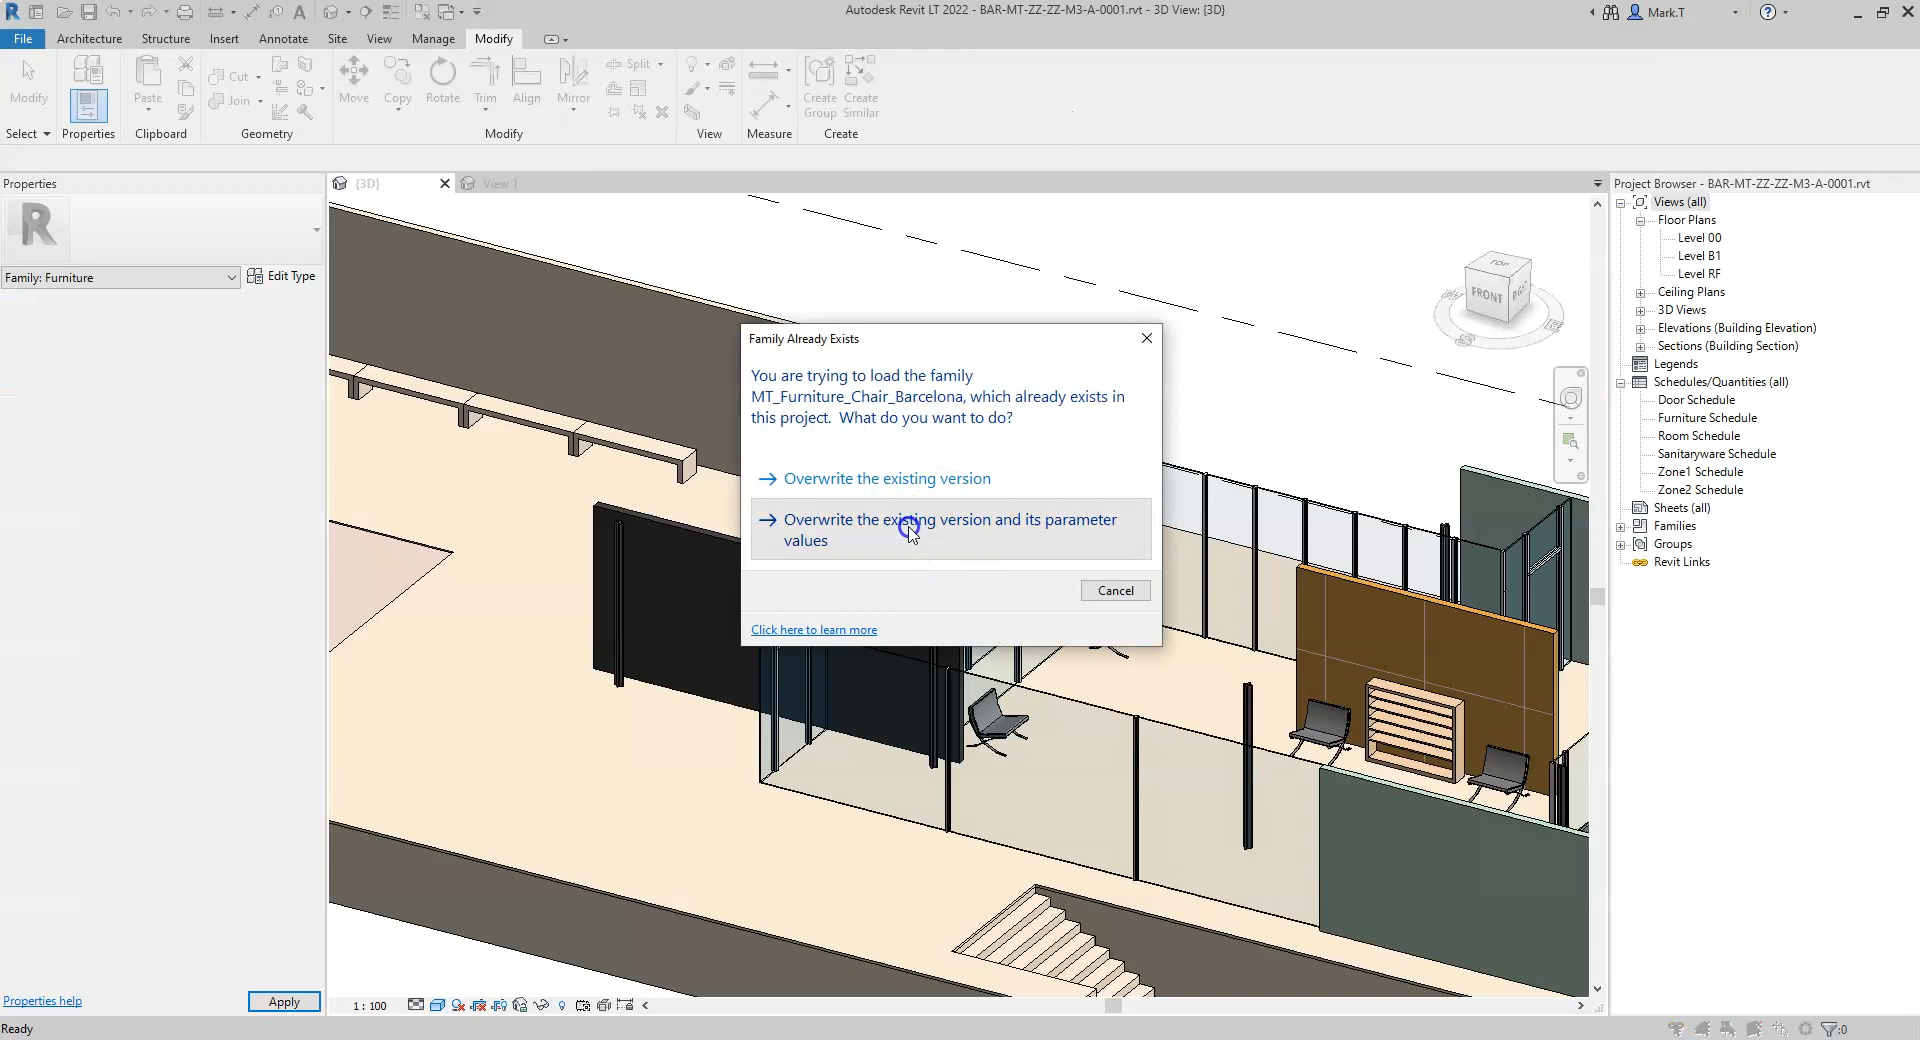 Autodesk Revit LT 2022 - BAR-MT-ZZ-ZZ-M3-A-0001.rvt - 3D View: {3D}
Mark.T
File
Architecture
Structure
Insert
Annotate
Site
View
Manage
Modify
Modify
Paste
Cut
Join
Move
Copy
Rotate
Trim
Align
Mirror
Split
Create
Group
Create
Similar
Select
Properties
Clipboard
Geometry
Modify
View
Measure
Create
Properties
{3D}
View 1
Project Browser - BAR-MT-ZZ-ZZ-M3-A-0001.rvt
Family: Furniture
Edit Type
Views (all)
Floor Plans
Level 00
Level B1
Level RF
Ceiling Plans
3D Views
Elevations (Building Elevation)
Sections (Building Section)
Legends
Schedules/Quantities (all)
Door Schedule
Furniture Schedule
Room Schedule
Sanitaryware Schedule
Zone1 Schedule
Zone2 Schedule
Sheets (all)
Families
Groups
Revit Links
TOP
FRONT
RIGHT
Family Already Exists
You are trying to load the family
MT_Furniture_Chair_Barcelona, which already exists in
this project. What do you want to do?
Overwrite the existing version
Overwrite the existing version and its parameter
values
Cancel
Click here to learn more
Properties help
Apply
1 : 100
Ready
:0